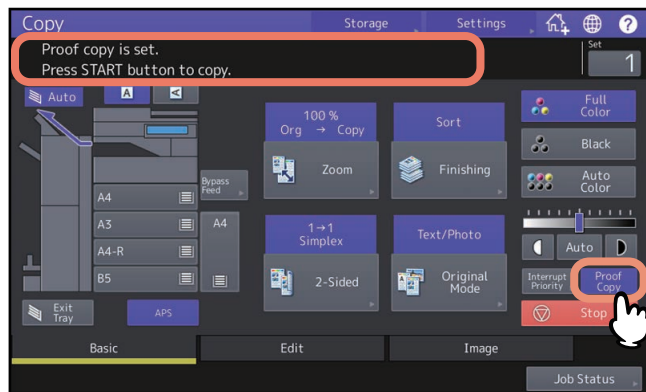 Copy
Storage
Settings
?
Proof copy is set.
Press START button to copy.
Set
1
Auto
A
A
100 %
Org → Copy
Sort
Full
Color
Zoom
Finishing
Black
Auto
Color
Bypass
Feed
A4
A3
A4
A4-R
B5
1→1
Simplex
Text/Photo
2-Sided
Original
Mode
Auto
Interrupt
Priority
Proof
Copy
Exit
Tray
APS
Stop
Basic
Edit
Image
Job Status